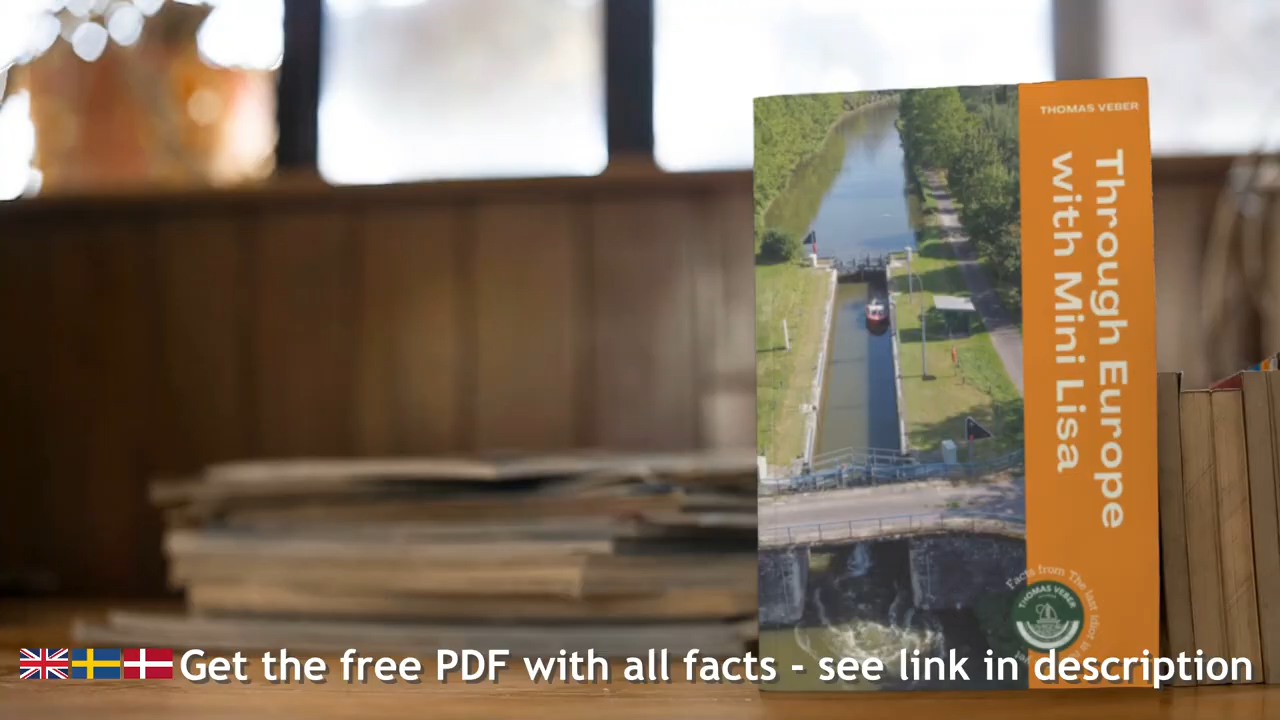 THOMAS VEBER
Through Europe
with Mini Lisa
Facts from The last idiot is
THOMAS VEBER
Get the free PDF with all facts - see link in description